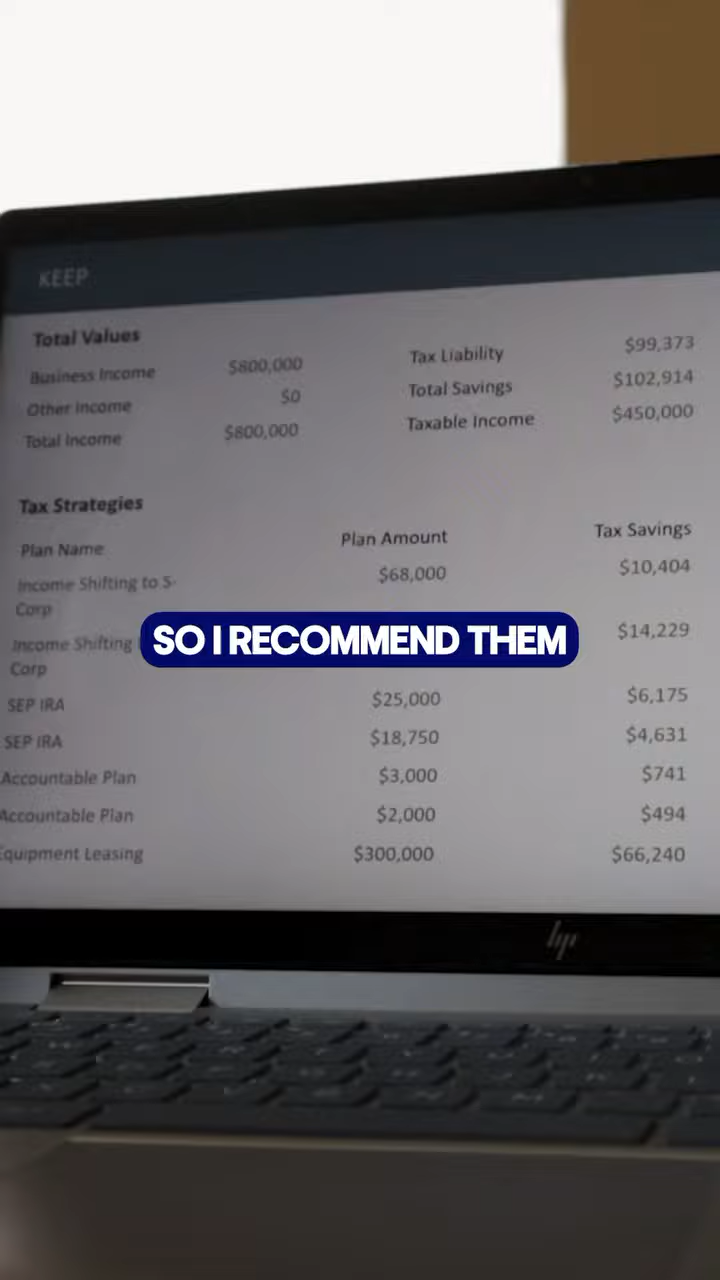 KEEP
Total Values
Business Income $800,000 Tax Liability $99,373
Other Income $0 Total Savings $102,914
Total Income $800,000 Taxable Income $450,000
Tax Strategies
Plan Name Plan Amount Tax Savings
Income Shifting to S- $68,000 $10,404
Corp
Income Shifting $14,229
Corp
SO I RECOMMEND THEM
SEP IRA $25,000 $6,175
SEP IRA $18,750 $4,631
Accountable Plan $3,000 $741
Accountable Plan $2,000 $494
Equipment Leasing $300,000 $66,240
hp